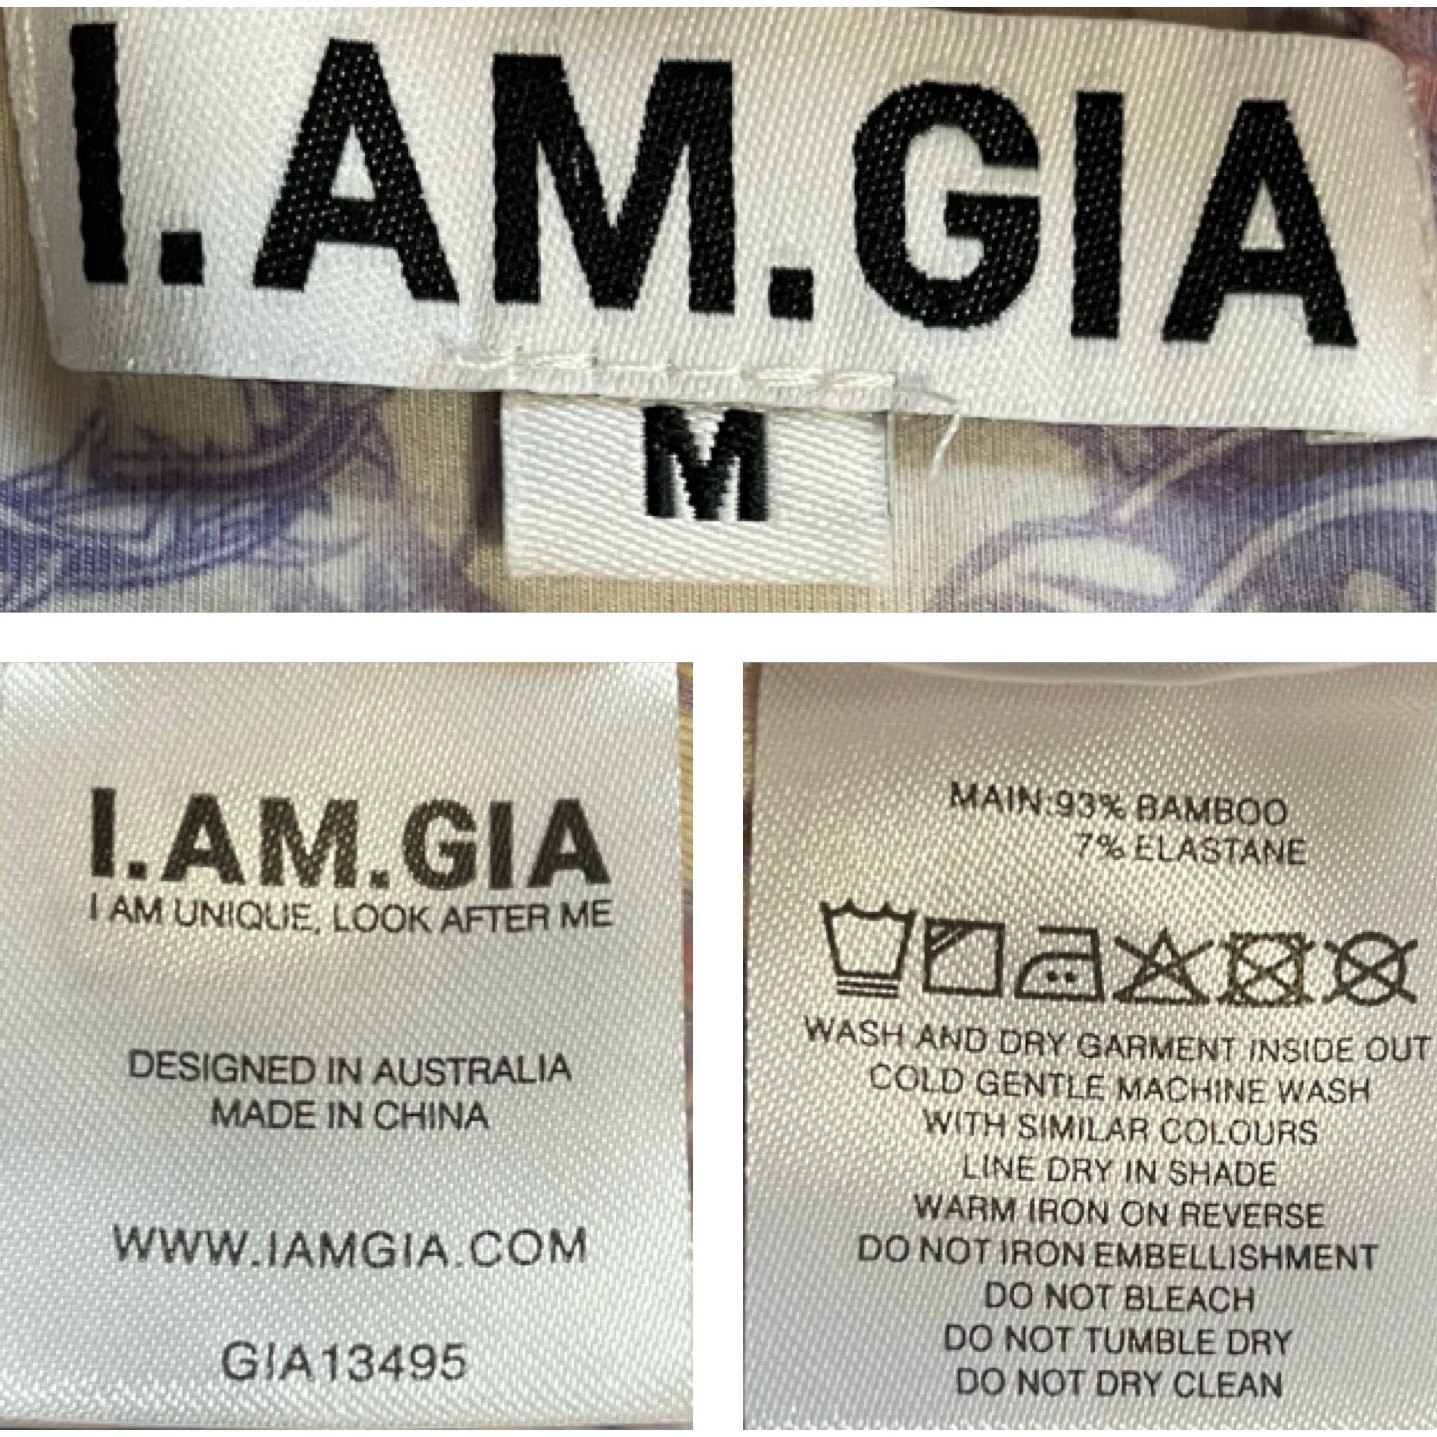 I.AM.GIA
M
I.AM.GIA
I AM UNIQUE, LOOK AFTER ME
DESIGNED IN AUSTRALIA
MADE IN CHINA
WWW.IAMGIA.COM
GIA13495
MAIN:93% BAMBOO
7% ELASTANE
WASH AND DRY GARMENT INSIDE OUT
COLD GENTLE MACHINE WASH
WITH SIMILAR COLOURS
LINE DRY IN SHADE
WARM IRON ON REVERSE
DO NOT IRON EMBELLISHMENT
DO NOT BLEACH
DO NOT TUMBLE DRY
DO NOT DRY CLEAN